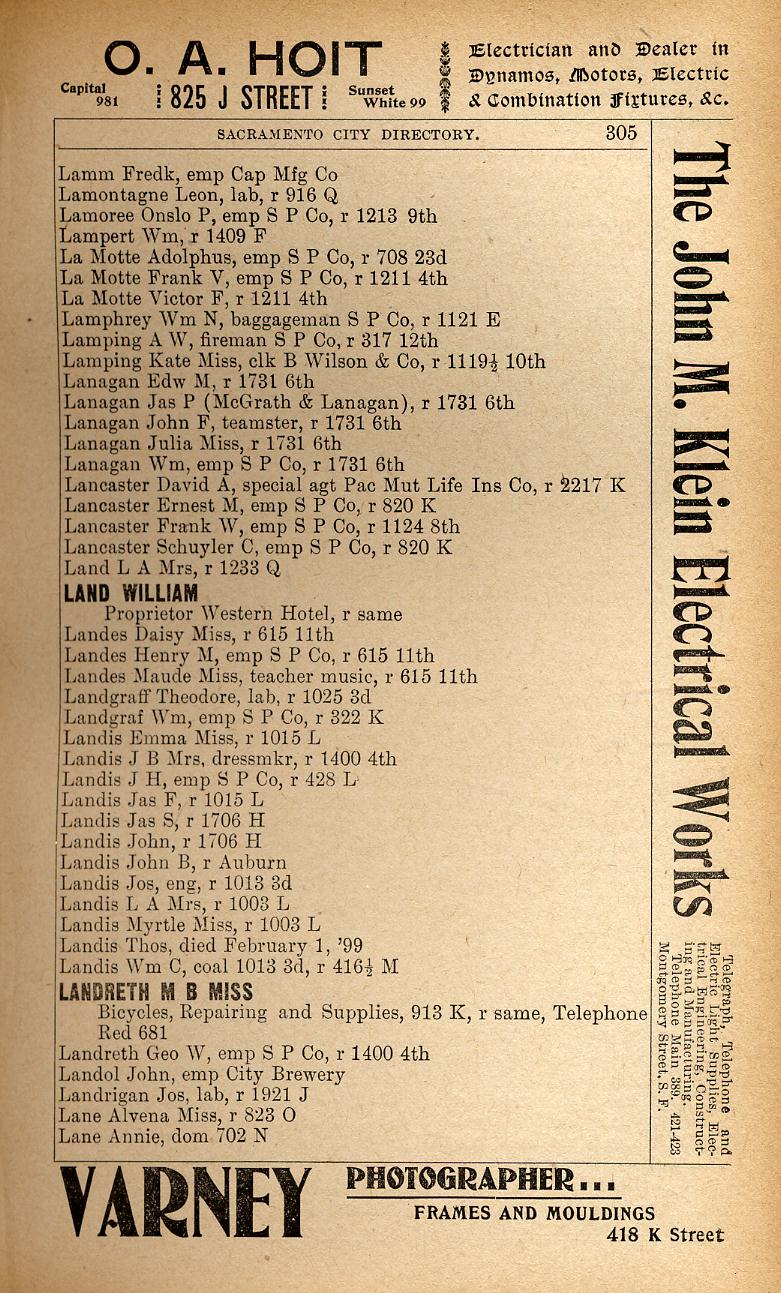 O. A. HOIT
Capital 981
825 J STREET
Sunset White 99
Electrician and Dealer in
Dynamos, Motors, Electric
& Combination Fixtures, &c.
SACRAMENTO CITY DIRECTORY. 305
Lamm Fredk, emp Cap Mfg Co
Lamontagne Leon, lab, r 916 Q
Lamoree Onslo P, emp S P Co, r 1213 9th
Lampert Wm, r 1409 F
La Motte Adolphus, emp S P Co, r 708 23d
La Motte Frank V, emp S P Co, r 1211 4th
La Motte Victor F, r 1211 4th
Lamphrey Wm N, baggageman S P Co, r 1121 E
Lamping A W, fireman S P Co, r 317 12th
Lamping Kate Miss, clk B Wilson & Co, r 1119½ 10th
Lanagan Edw M, r 1731 6th
Lanagan Jas P (McGrath & Lanagan), r 1731 6th
Lanagan John F, teamster, r 1731 6th
Lanagan Julia Miss, r 1731 6th
Lanagan Wm, emp S P Co, r 1731 6th
Lancaster David A, special agt Pac Mut Life Ins Co, r 2217 K
Lancaster Ernest M, emp S P Co, r 820 K
Lancaster Frank W, emp S P Co, r 1124 8th
Lancaster Schuyler C, emp S P Co, r 820 K
Land L A Mrs, r 1233 Q
LAND WILLIAM
Proprietor Western Hotel, r same
Landes Daisy Miss, r 615 11th
Landes Henry M, emp S P Co, r 615 11th
Landes Maude Miss, teacher music, r 615 11th
Landgraff Theodore, lab, r 1025 3d
Landgraf Wm, emp S P Co, r 322 K
Landis Emma Miss, r 1015 L
Landis J B Mrs, dressmkr, r 1400 4th
Landis J H, emp S P Co, r 428 L
Landis Jas F, r 1015 L
Landis Jas S, r 1706 H
Landis John, r 1706 H
Landis John B, r Auburn
Landis Jos, eng, r 1013 3d
Landis L A Mrs, r 1003 L
Landis Myrtle Miss, r 1003 L
Landis Thos, died February 1, '99
Landis Wm C, coal 1013 3d, r 416½ M
LANDRETH M B MISS
Bicycles, Repairing and Supplies, 913 K, r same, Telephone
Red 681
Landreth Geo W, emp S P Co, r 1400 4th
Landol John, emp City Brewery
Landrigan Jos, lab, r 1921 J
Lane Alvena Miss, r 823 O
Lane Annie, dom 702 N
The John M. Klein Electrical Works
Telegraph, Telephone and
Electric Light Supplies, Elec-
trical Engineering, Construct-
ing and Manufacturing.
Telephone Main 389. 421-423
Montgomery Street, S. F.
VARNEY
PHOTOGRAPHER...
FRAMES AND MOULDINGS
418 K Street